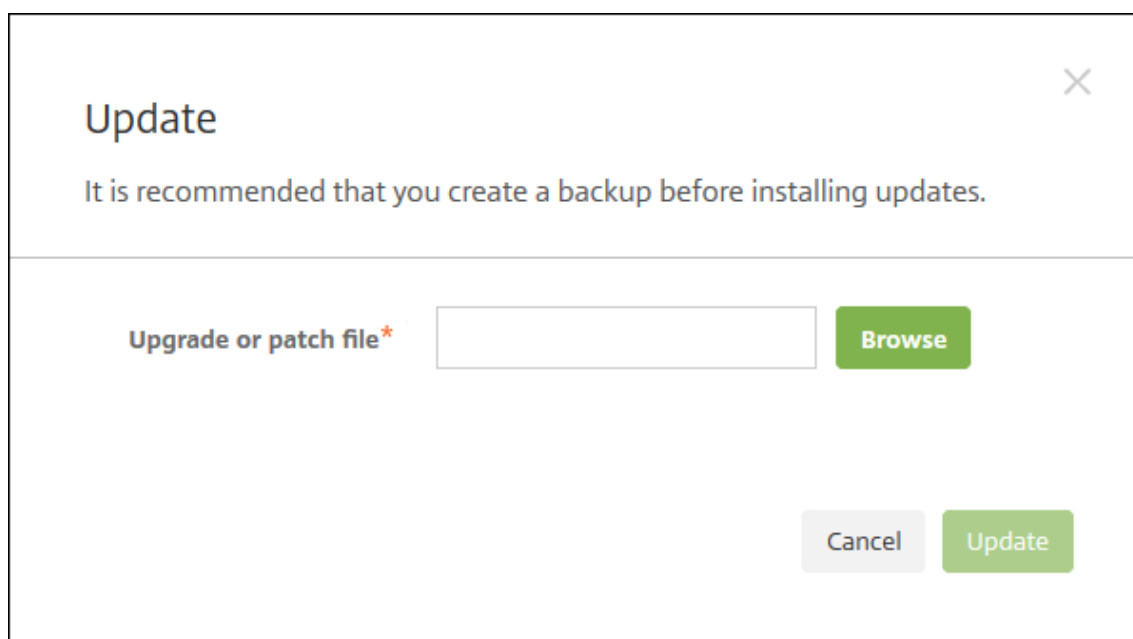 Update
It is recommended that you create a backup before installing updates.
Upgrade or patch file* Browse
Cancel Update